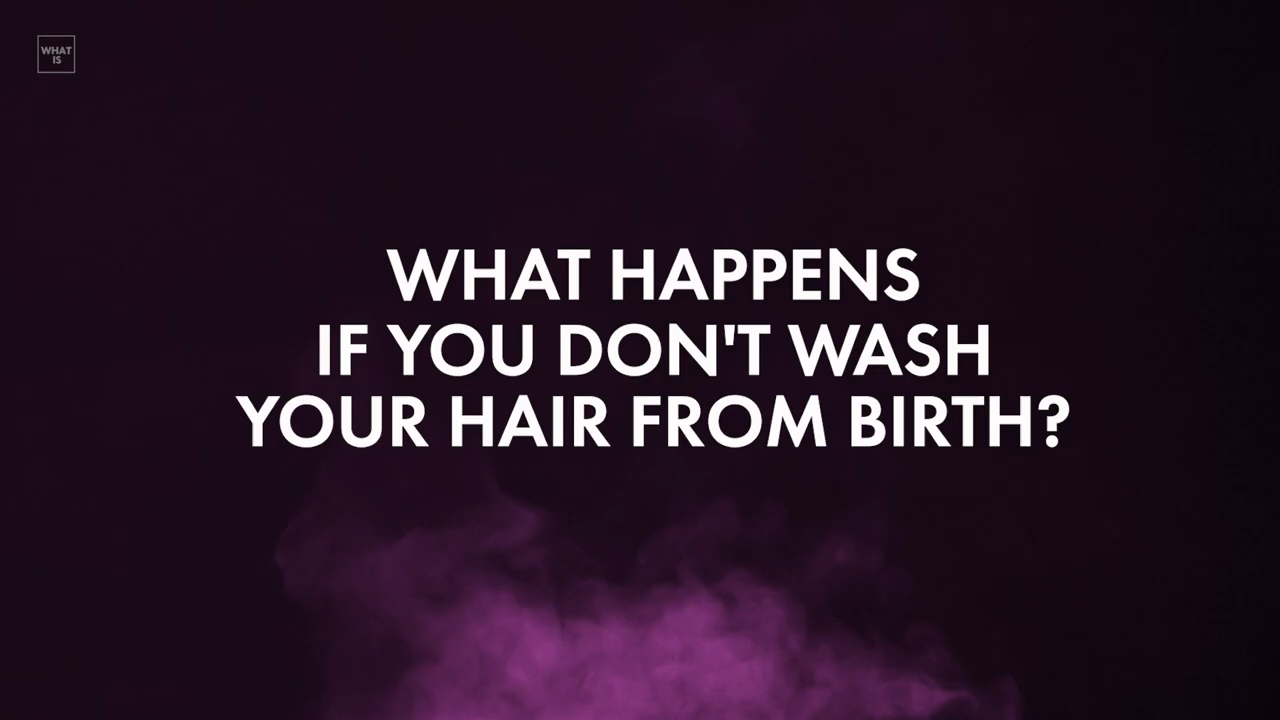 WHAT
IS
WHAT HAPPENS
IF YOU DON'T WASH
YOUR HAIR FROM BIRTH?